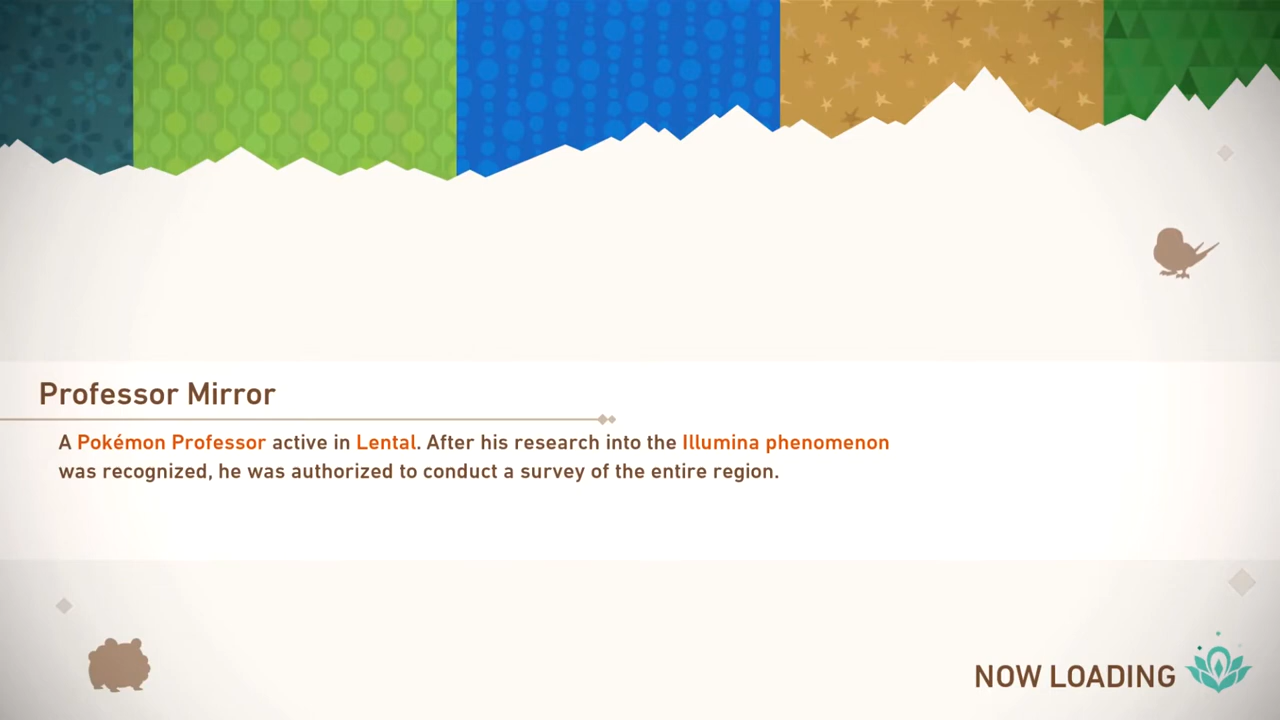 Professor Mirror
A Pokémon Professor active in Lental. After his research into the Illumina phenomenon
was recognized, he was authorized to conduct a survey of the entire region.
NOW LOADING